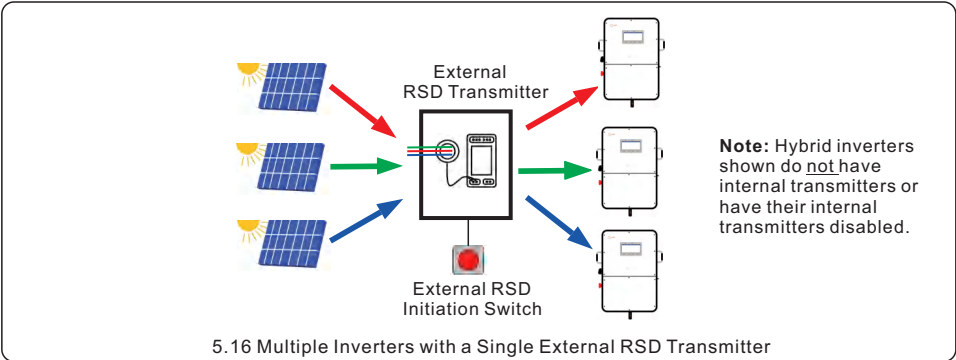 External
RSD Transmitter
Note: Hybrid inverters
shown do not have
internal transmitters or
have their internal
transmitters disabled.
External RSD
Initiation Switch
5.16 Multiple Inverters with a Single External RSD Transmitter